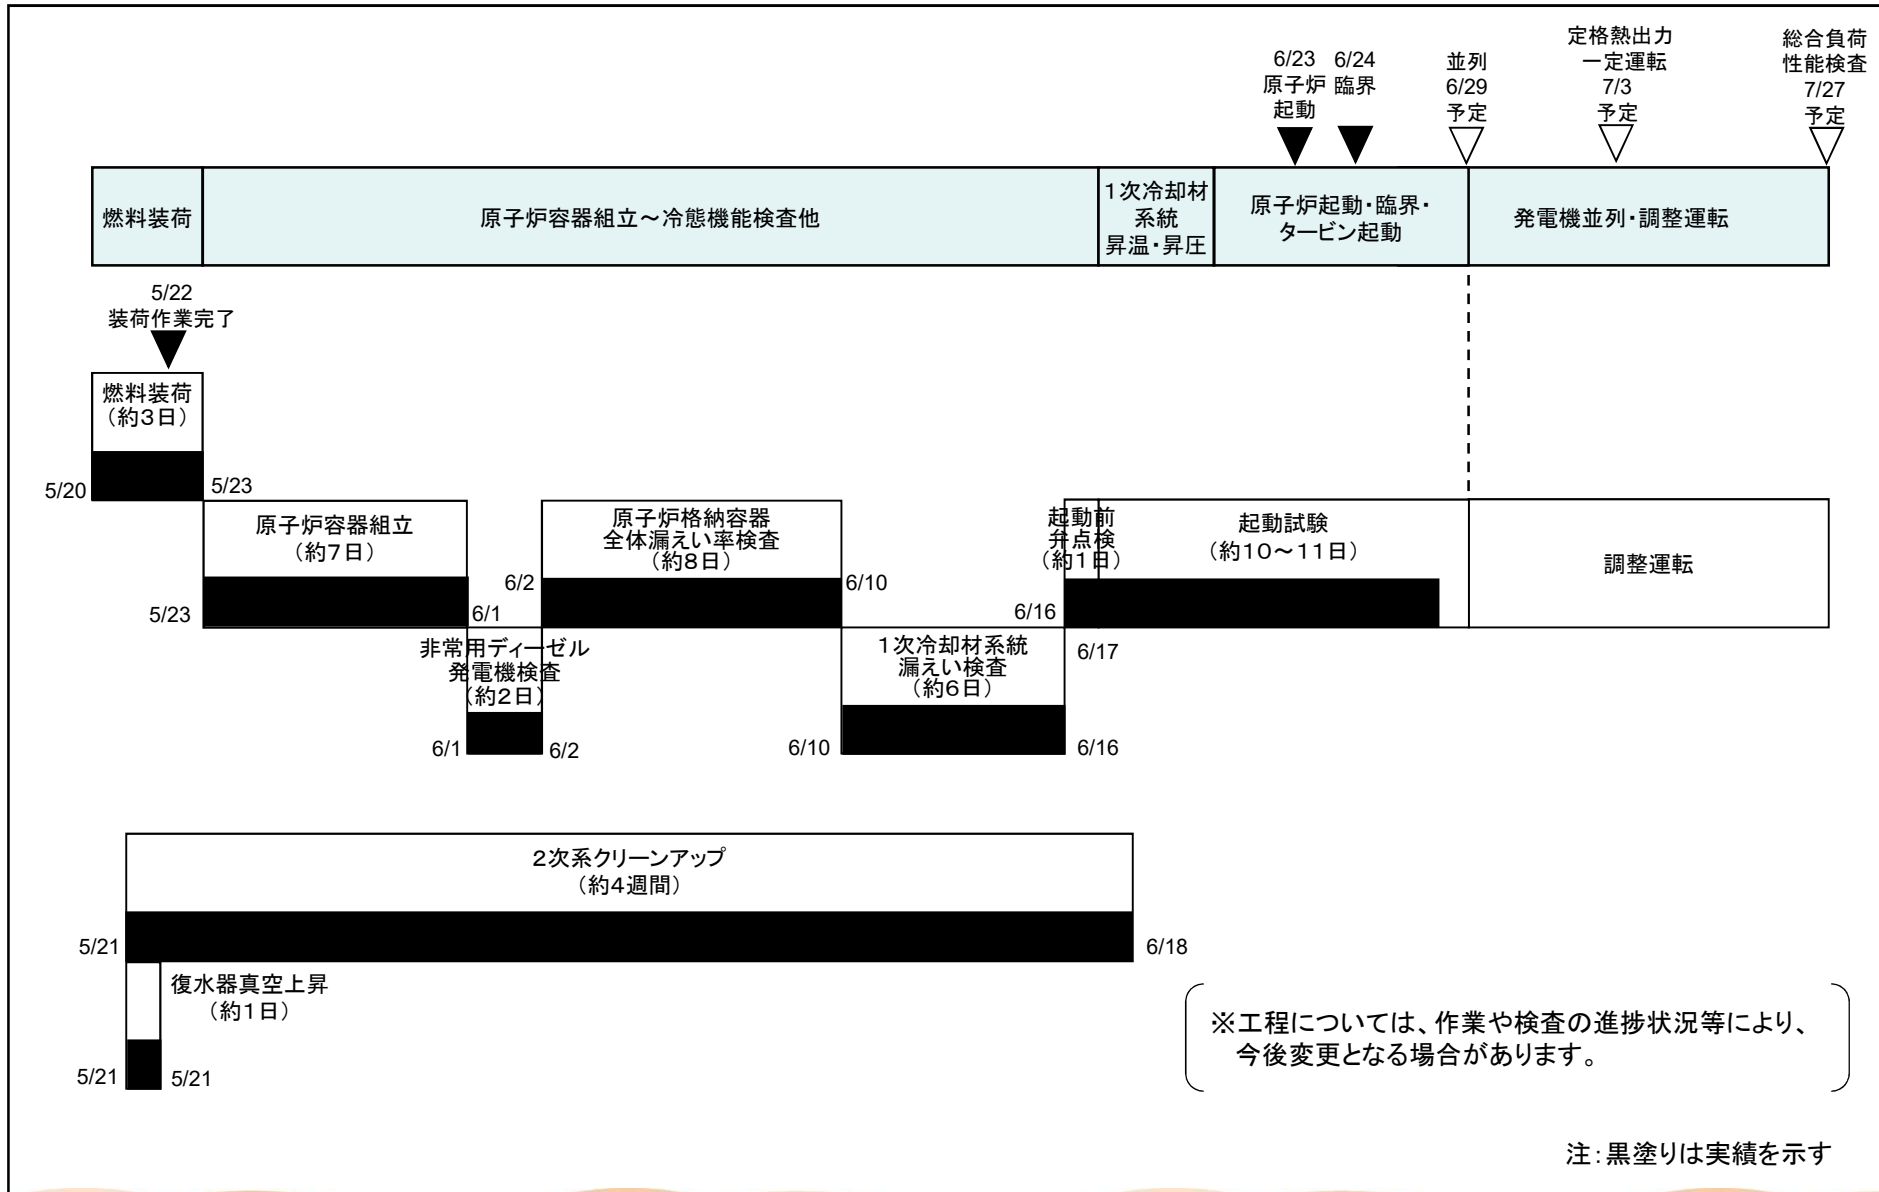 6/23
原子炉
起動
6/24
臨界
並列
6/29
予定
定格熱出力
一定運転
7/3
予定
総合負荷
性能検査
7/27
予定
燃料装荷
原子炉容器組立～冷態機能検査他
1次冷却材
系統
昇温・昇圧
原子炉起動・臨界・
タービン起動
発電機並列・調整運転
5/22
装荷作業完了
燃料装荷
（約3日）
5/20
5/23
原子炉容器組立
（約7日）
5/23
6/1
非常用ディーゼル
発電機検査
（約2日）
6/1
6/2
原子炉格納容器
全体漏えい率検査
（約8日）
6/2
6/10
1次冷却材系統
漏えい検査
（約6日）
6/10
6/16
起動前
弁点検
（約1日）
6/16
6/17
起動試験
（約10～11日）
調整運転
2次系クリーンアップ
（約4週間）
5/21
6/18
復水器真空上昇
（約1日）
5/21
5/21
※工程については、作業や検査の進捗状況等により、
今後変更となる場合があります。
注：黒塗りは実績を示す